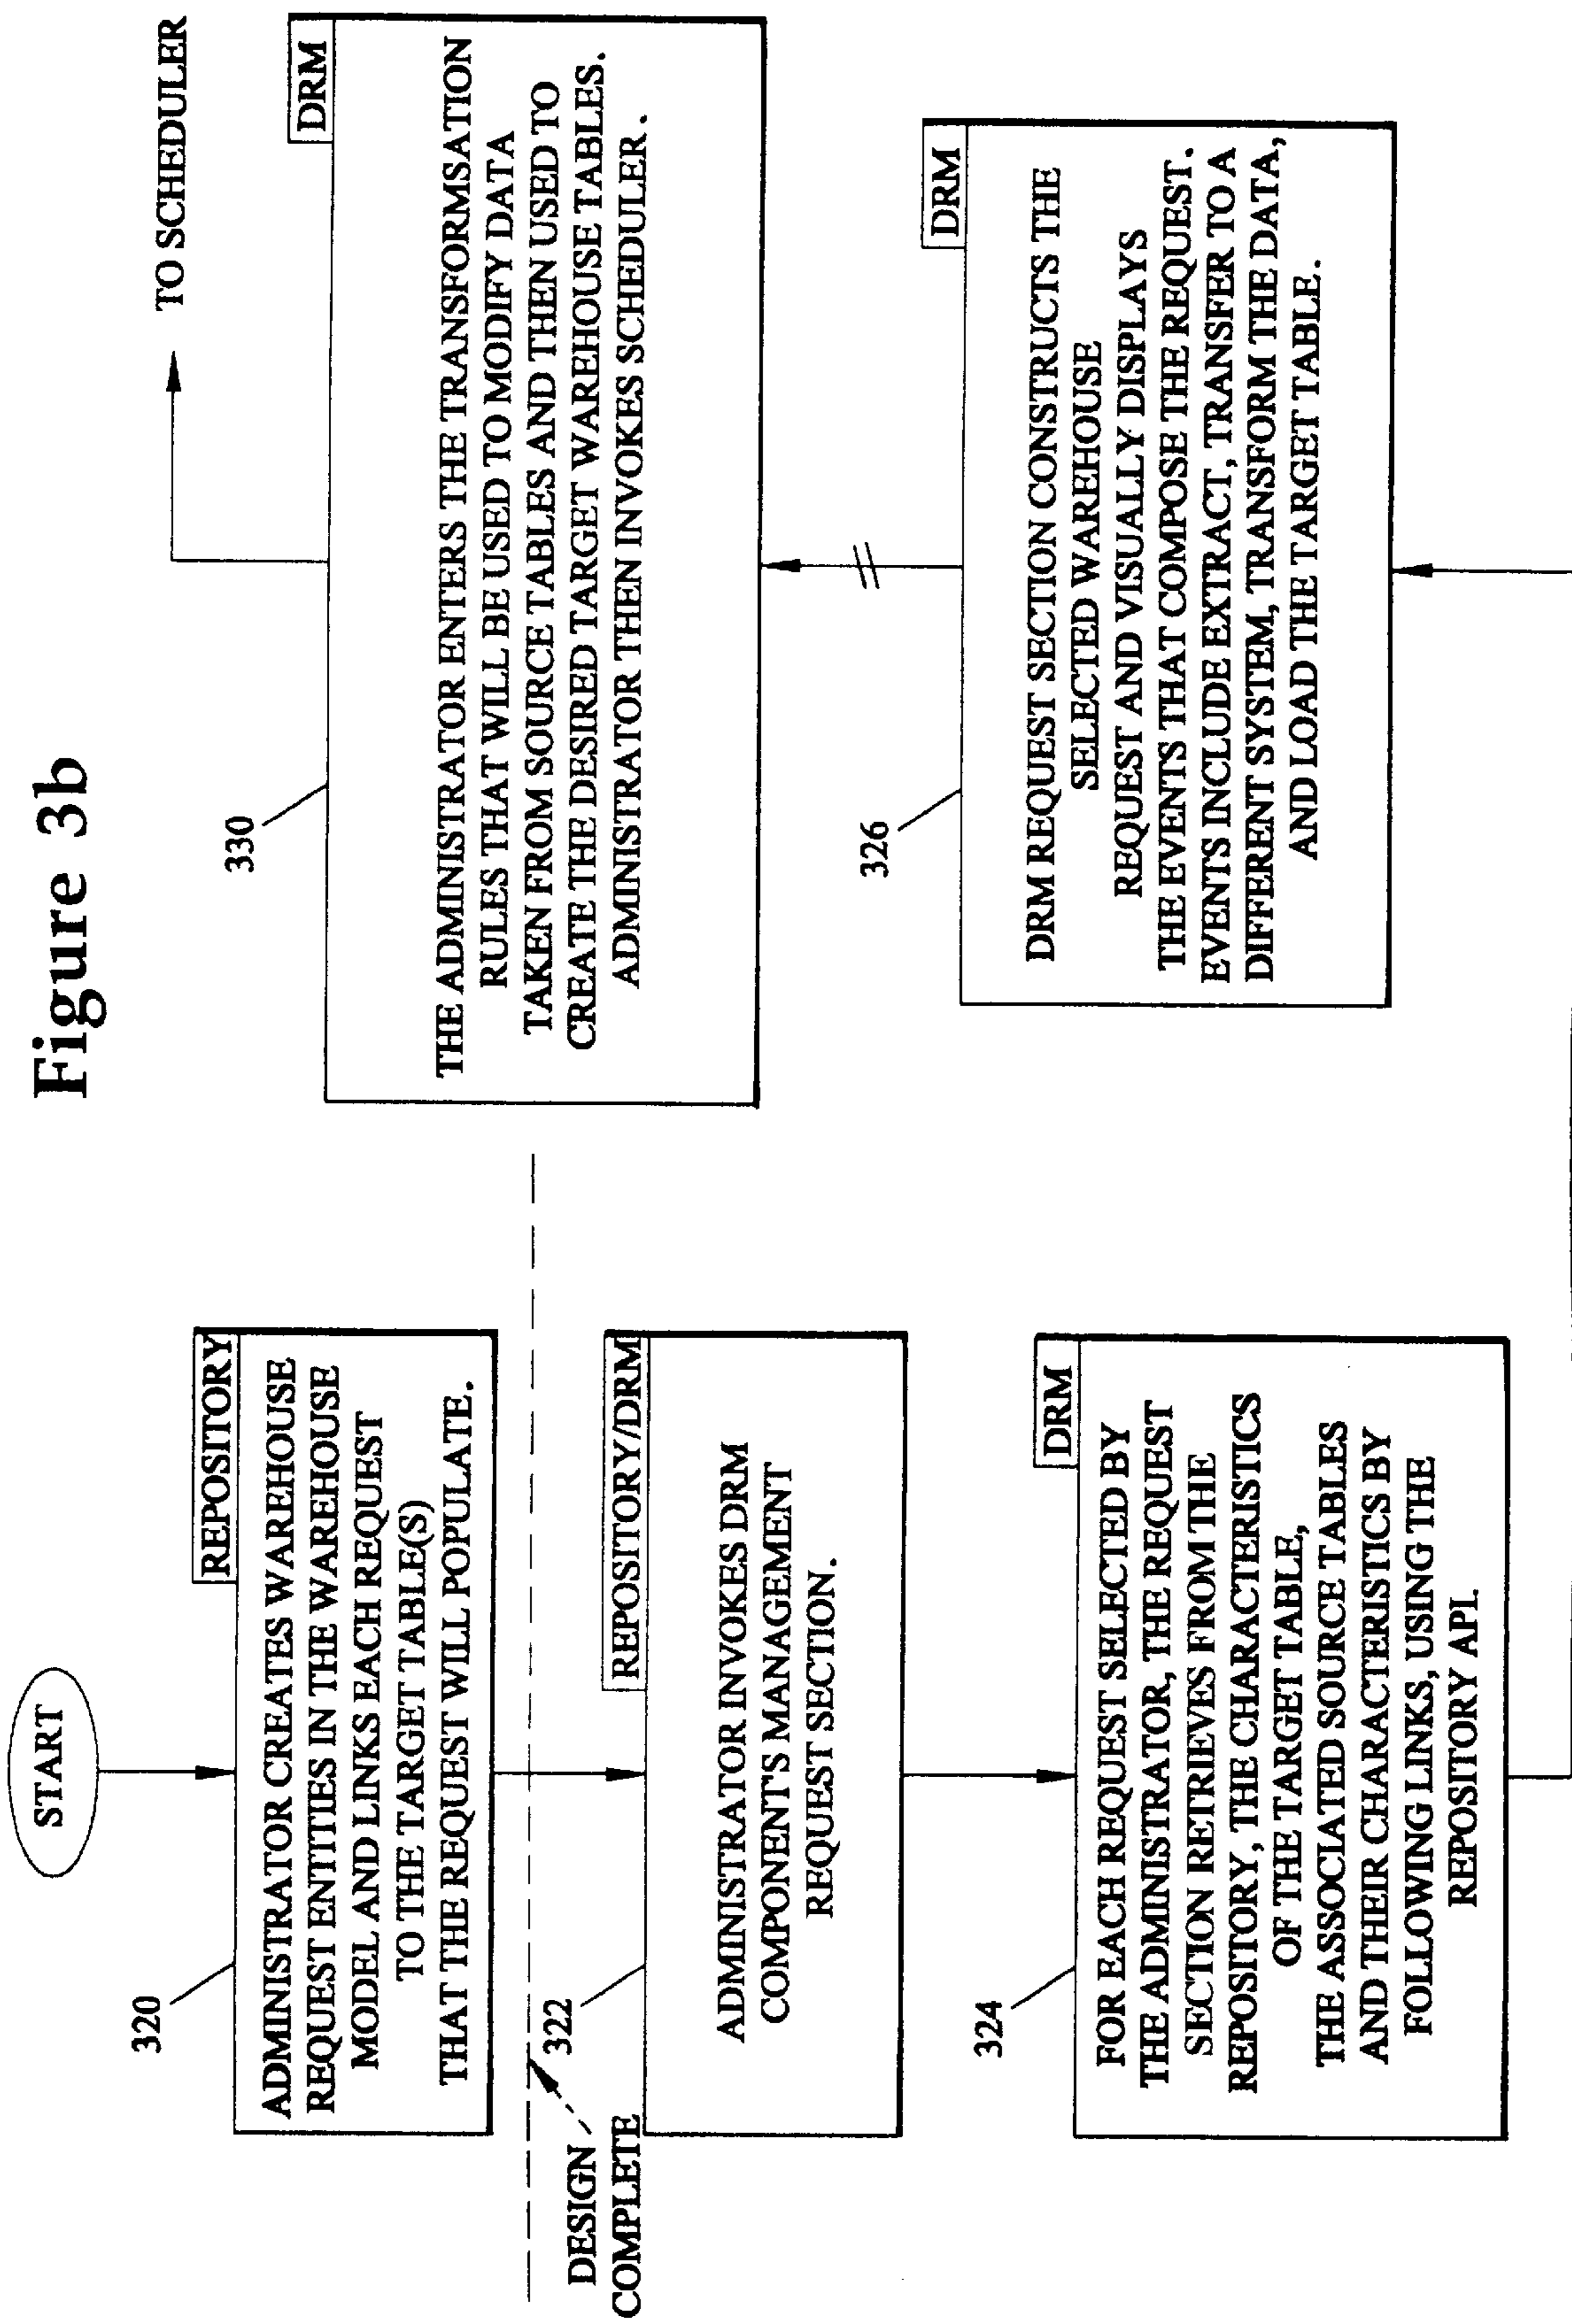 Figure 3b
START
320
REPOSITORY
ADMINISTRATOR CREATES WAREHOUSE
REQUEST ENTITIES IN THE WAREHOUSE
MODEL AND LINKS EACH REQUEST
TO THE TARGET TABLE(S)
THAT THE REQUEST WILL POPULATE.
DESIGN
COMPLETE
322
REPOSITORY/DRM
ADMINISTRATOR INVOKES DRM
COMPONENT'S MANAGEMENT
REQUEST SECTION.
324
DRM
FOR EACH REQUEST SELECTED BY
THE ADMINISTRATOR, THE REQUEST
SECTION RETRIEVES FROM THE
REPOSITORY, THE CHARACTERISTICS
OF THE TARGET TABLE,
THE ASSOCIATED SOURCE TABLES
AND THEIR CHARACTERISTICS BY
FOLLOWING LINKS, USING THE
REPOSITORY API.
326
DRM
DRM REQUEST SECTION CONSTRUCTS THE
SELECTED WAREHOUSE
REQUEST AND VISUALLY DISPLAYS
THE EVENTS THAT COMPOSE THE REQUEST.
EVENTS INCLUDE EXTRACT, TRANSFER TO A
DIFFERENT SYSTEM, TRANSFORM THE DATA,
AND LOAD THE TARGET TABLE.
330
DRM
THE ADMINISTRATOR ENTERS THE TRANSFORMSATION
RULES THAT WILL BE USED TO MODIFY DATA
TAKEN FROM SOURCE TABLES AND THEN USED TO
CREATE THE DESIRED TARGET WAREHOUSE TABLES.
ADMINISTRATOR THEN INVOKES SCHEDULER.
TO SCHEDULER